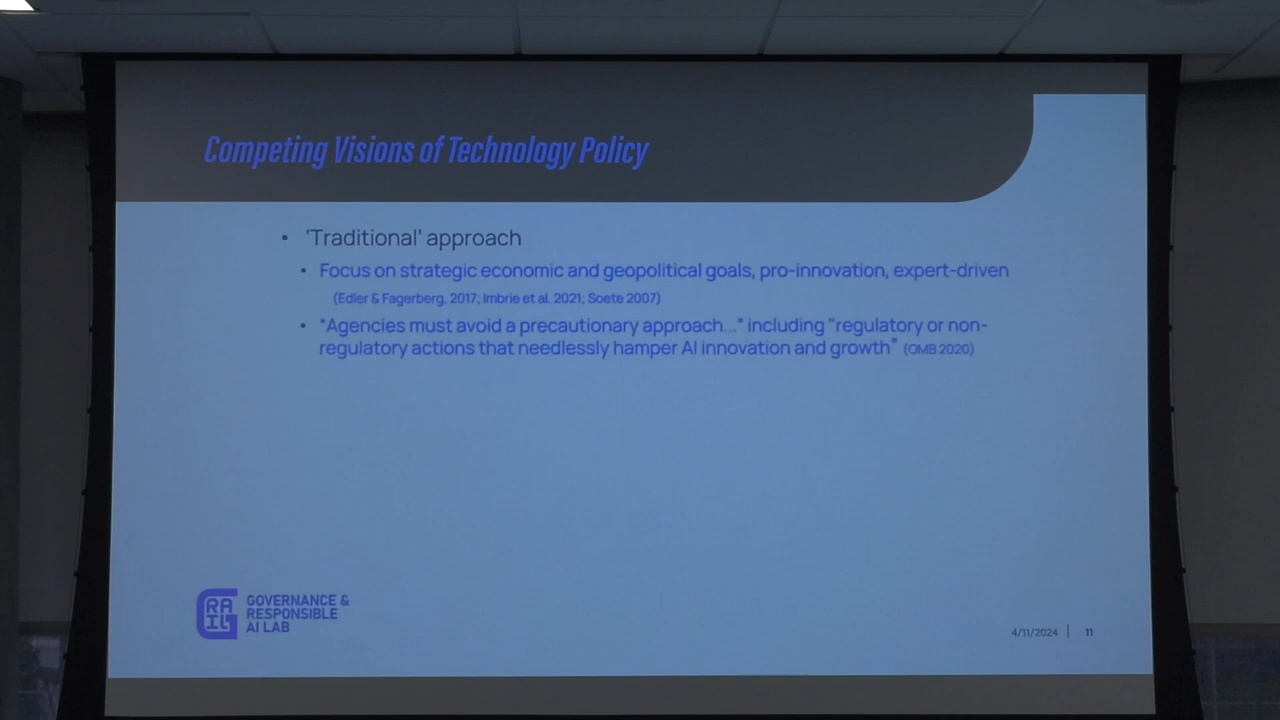 Competing Visions of Technology Policy
• 'Traditional' approach
• Focus on strategic economic and geopolitical goals, pro-innovation, expert-driven
(Edler & Fagerberg, 2017; Imbrie et al. 2021; Soete 2007)
• "Agencies must avoid a precautionary approach..." including "regulatory or non-
regulatory actions that needlessly hamper AI innovation and growth" (OMB 2020)
RAIL
GOVERNANCE &
RESPONSIBLE
AI LAB
4/11/2024 | 11